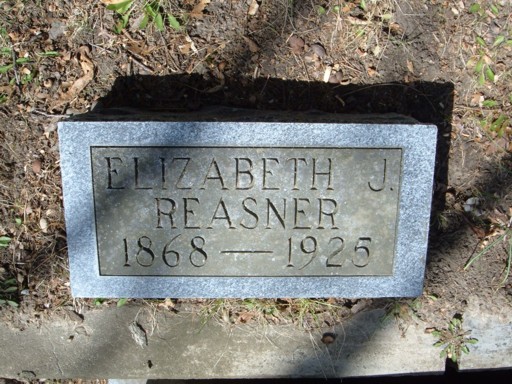 ELIZABETH J.
REASNER
1868 — 1925